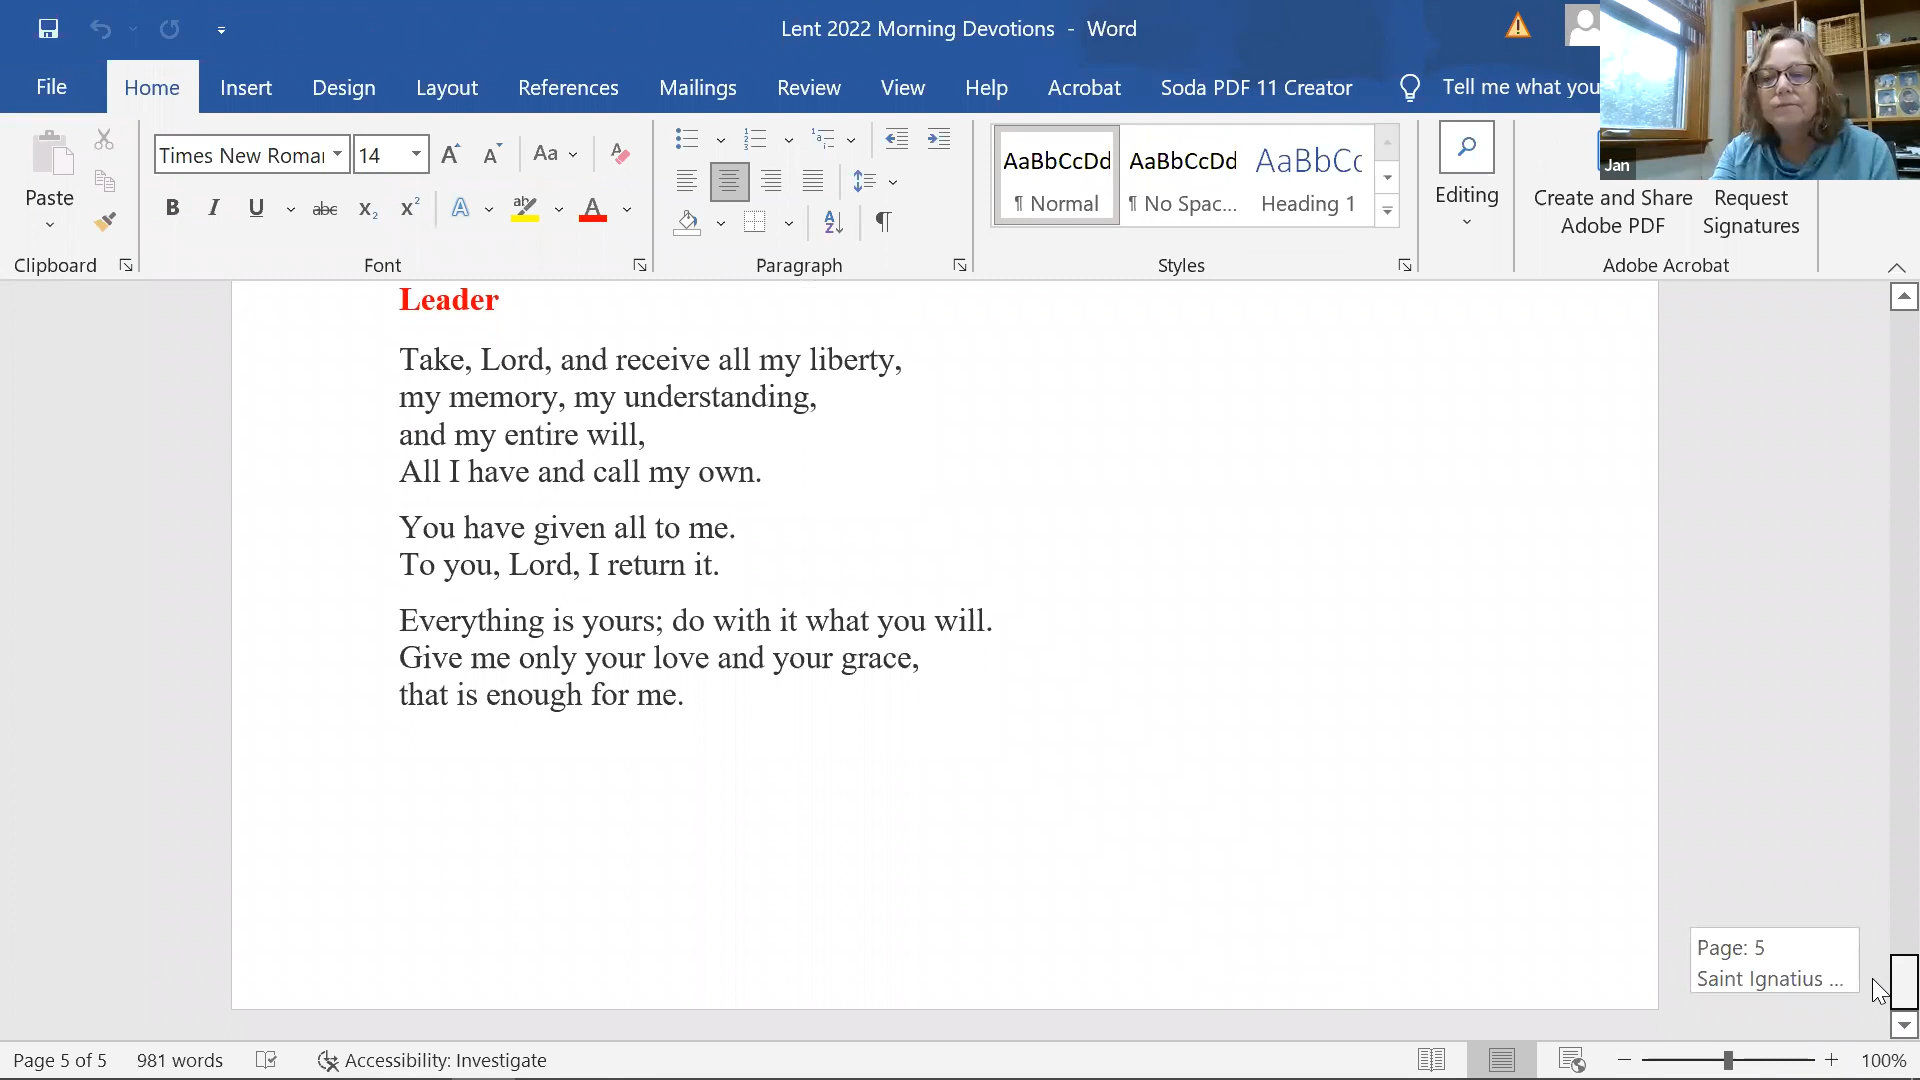 Lent 2022 Morning Devotions - Word
File Home Insert Design Layout References Mailings Review View Help Acrobat Soda PDF 11 Creator Tell me what you
Jan
Paste
Clipboard
Times New Roman 14
Aa
B I U abc X₂ X²
A A
Font
Paragraph
AaBbCcDd AaBbCcDd AaBbCc
¶ Normal ¶ No Spac... Heading 1
Styles
Editing
Create and Share Adobe PDF
Request Signatures
Adobe Acrobat
Leader
Take, Lord, and receive all my liberty,
my memory, my understanding,
and my entire will,
All I have and call my own.
You have given all to me.
To you, Lord, I return it.
Everything is yours; do with it what you will.
Give me only your love and your grace,
that is enough for me.
Page: 5
Saint Ignatius ...
Page 5 of 5 981 words Accessibility: Investigate 100%